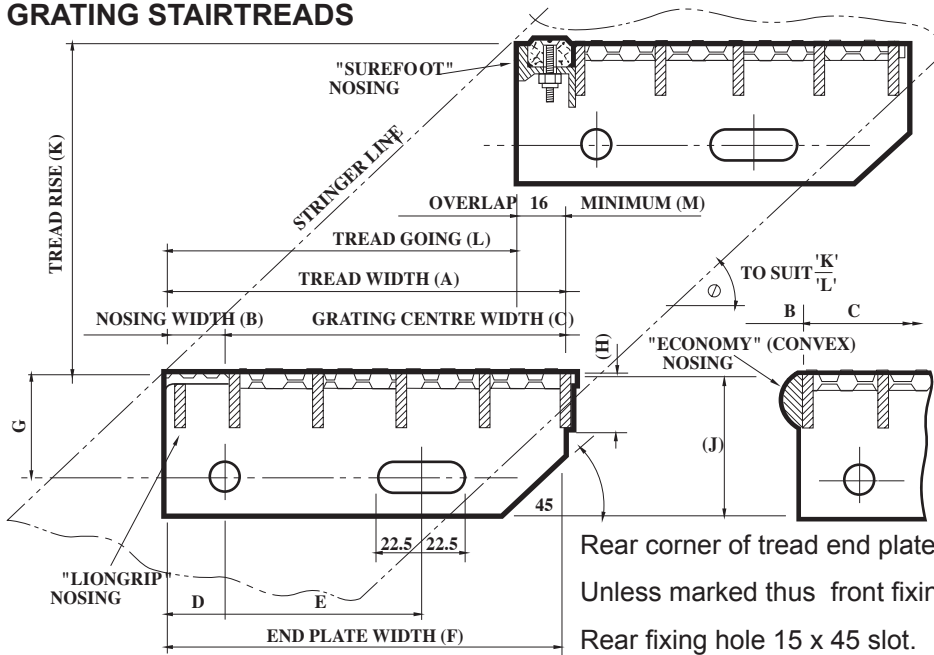 GRATING STAIRTREADS
"SUREFOOT"
NOSING
TREAD RISE (K)
STRINGER LINE
OVERLAP 16 MINIMUM (M)
TREAD GOING (L)
TREAD WIDTH (A)
TO SUIT 'K'
'L'
Ø
NOSING WIDTH (B) GRATING CENTRE WIDTH (C)
B C
"ECONOMY" (CONVEX)
NOSING
(H)
G
(J)
45
22.5 22.5
"LIONGRIP"
NOSING
D E
END PLATE WIDTH (F)
Rear corner of tread end plate
Unless marked thus front fixin
Rear fixing hole 15 x 45 slot.